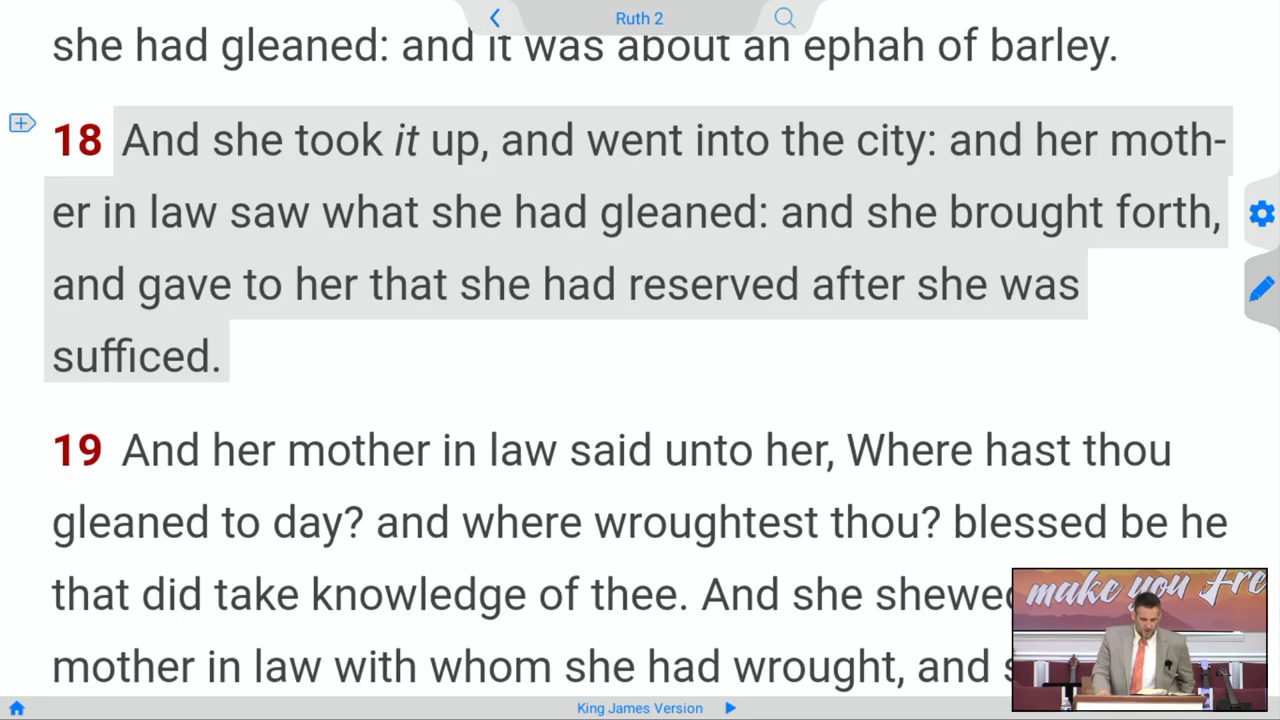 Ruth 2
she had gleaned: and it was about an ephah of barley.
18 And she took it up, and went into the city: and her moth-
er in law saw what she had gleaned: and she brought forth,
and gave to her that she had reserved after she was
sufficed.
19 And her mother in law said unto her, Where hast thou
gleaned to day? and where wroughtest thou? blessed be he
that did take knowledge of thee. And she shewed
mother in law with whom she had wrought, and s
make you Fre
King James Version